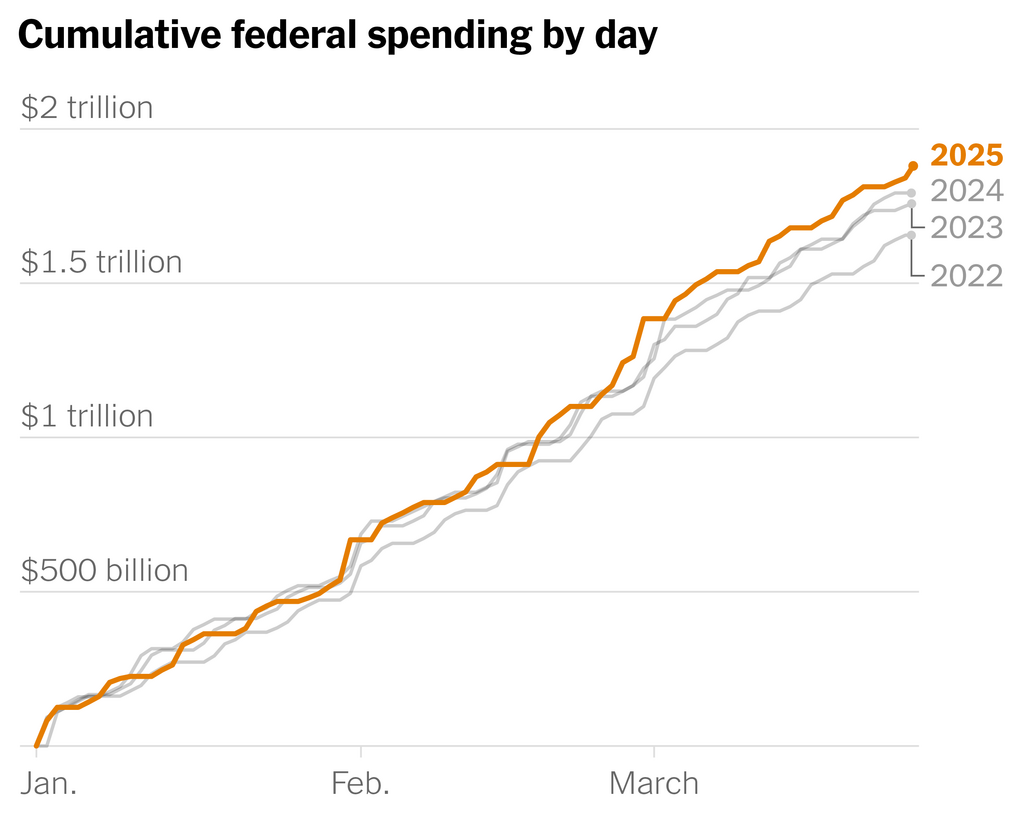 Cumulative federal spending by day
$2 trillion
2025
2024
2023
$1.5 trillion
2022
$1 trillion
$500 billion
Jan.
Feb.
March